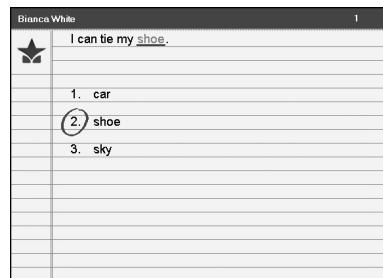 Bianca White 1
I can tie my shoe.
1. car
2. shoe
3. sky